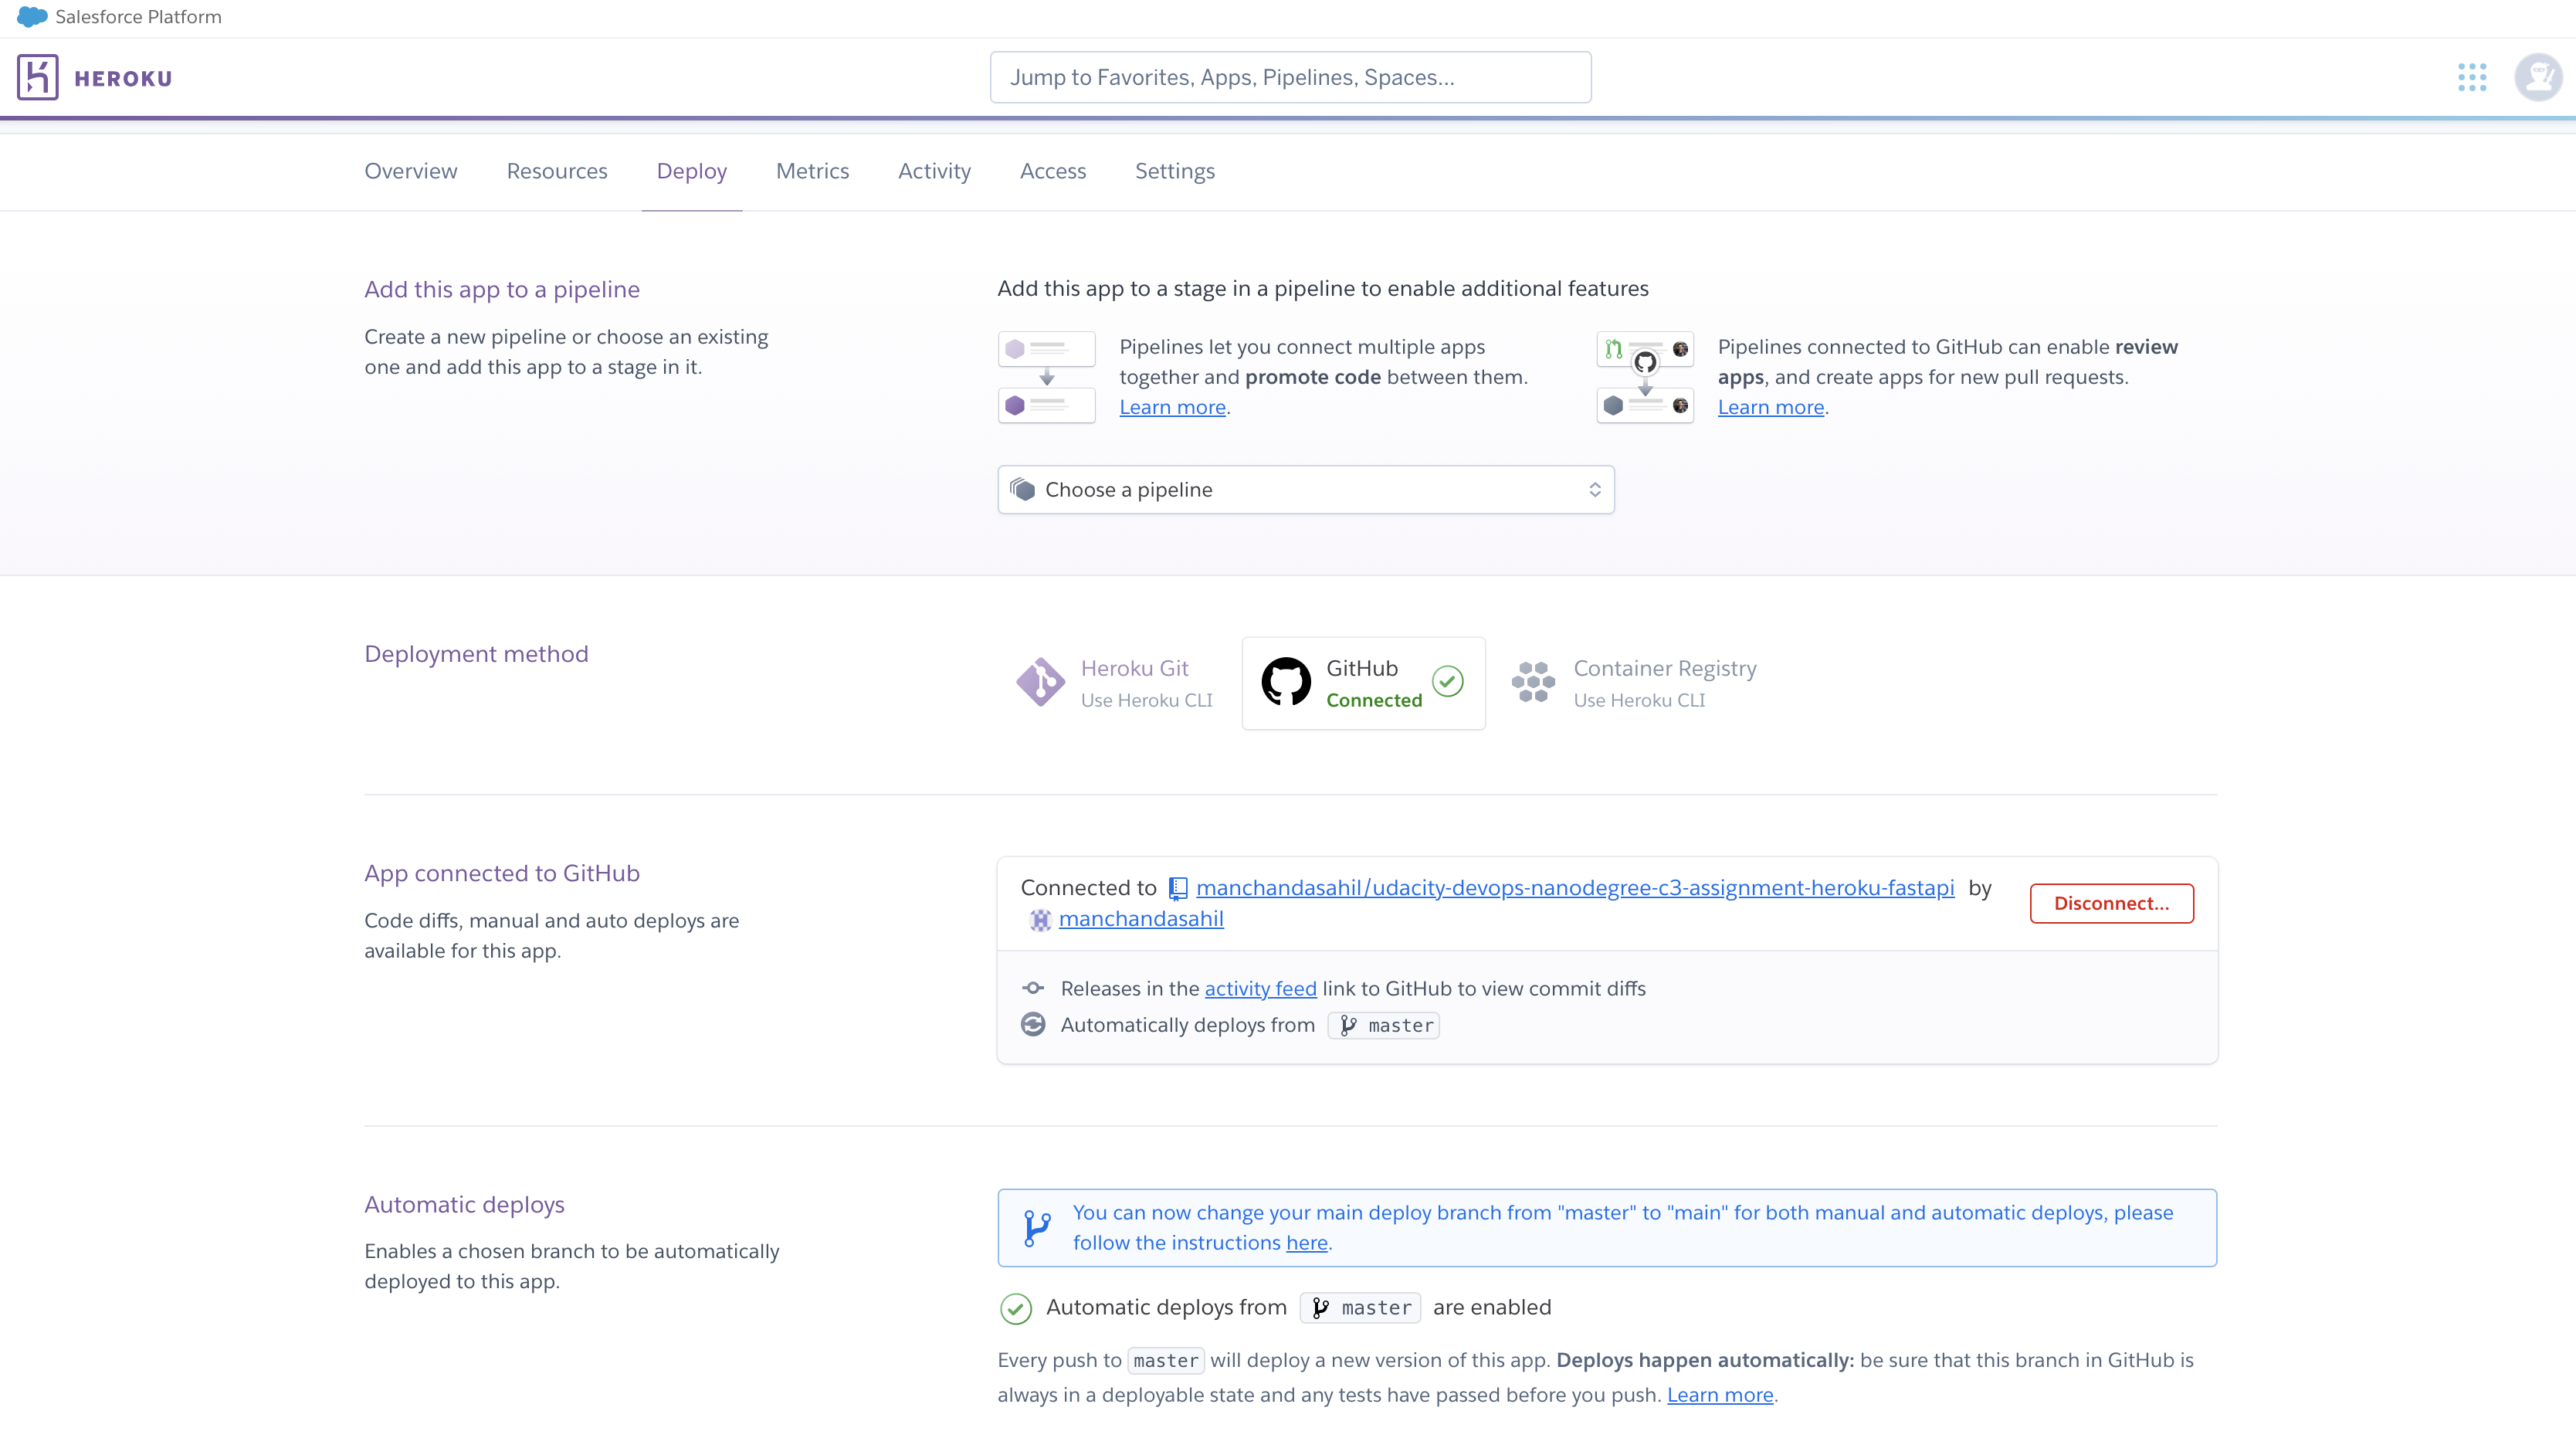 Salesforce Platform
HEROKU
Jump to Favorites, Apps, Pipelines, Spaces...
Overview Resources Deploy Metrics Activity Access Settings
Add this app to a pipeline
Create a new pipeline or choose an existing
one and add this app to a stage in it.
Add this app to a stage in a pipeline to enable additional features
Pipelines let you connect multiple apps
together and promote code between them.
Learn more.
Pipelines connected to GitHub can enable review
apps, and create apps for new pull requests.
Learn more.
Choose a pipeline
Deployment method
Heroku Git
Use Heroku CLI
GitHub
Connected
Container Registry
Use Heroku CLI
App connected to GitHub
Code diffs, manual and auto deploys are
available for this app.
Connected to manchandasahil/udacity-devops-nanodegree-c3-assignment-heroku-fastapi by
manchandasahil
Disconnect...
Releases in the activity feed link to GitHub to view commit diffs
Automatically deploys from master
Automatic deploys
Enables a chosen branch to be automatically
deployed to this app.
You can now change your main deploy branch from "master" to "main" for both manual and automatic deploys, please
follow the instructions here.
Automatic deploys from master are enabled
Every push to master will deploy a new version of this app. Deploys happen automatically: be sure that this branch in GitHub is
always in a deployable state and any tests have passed before you push. Learn more.